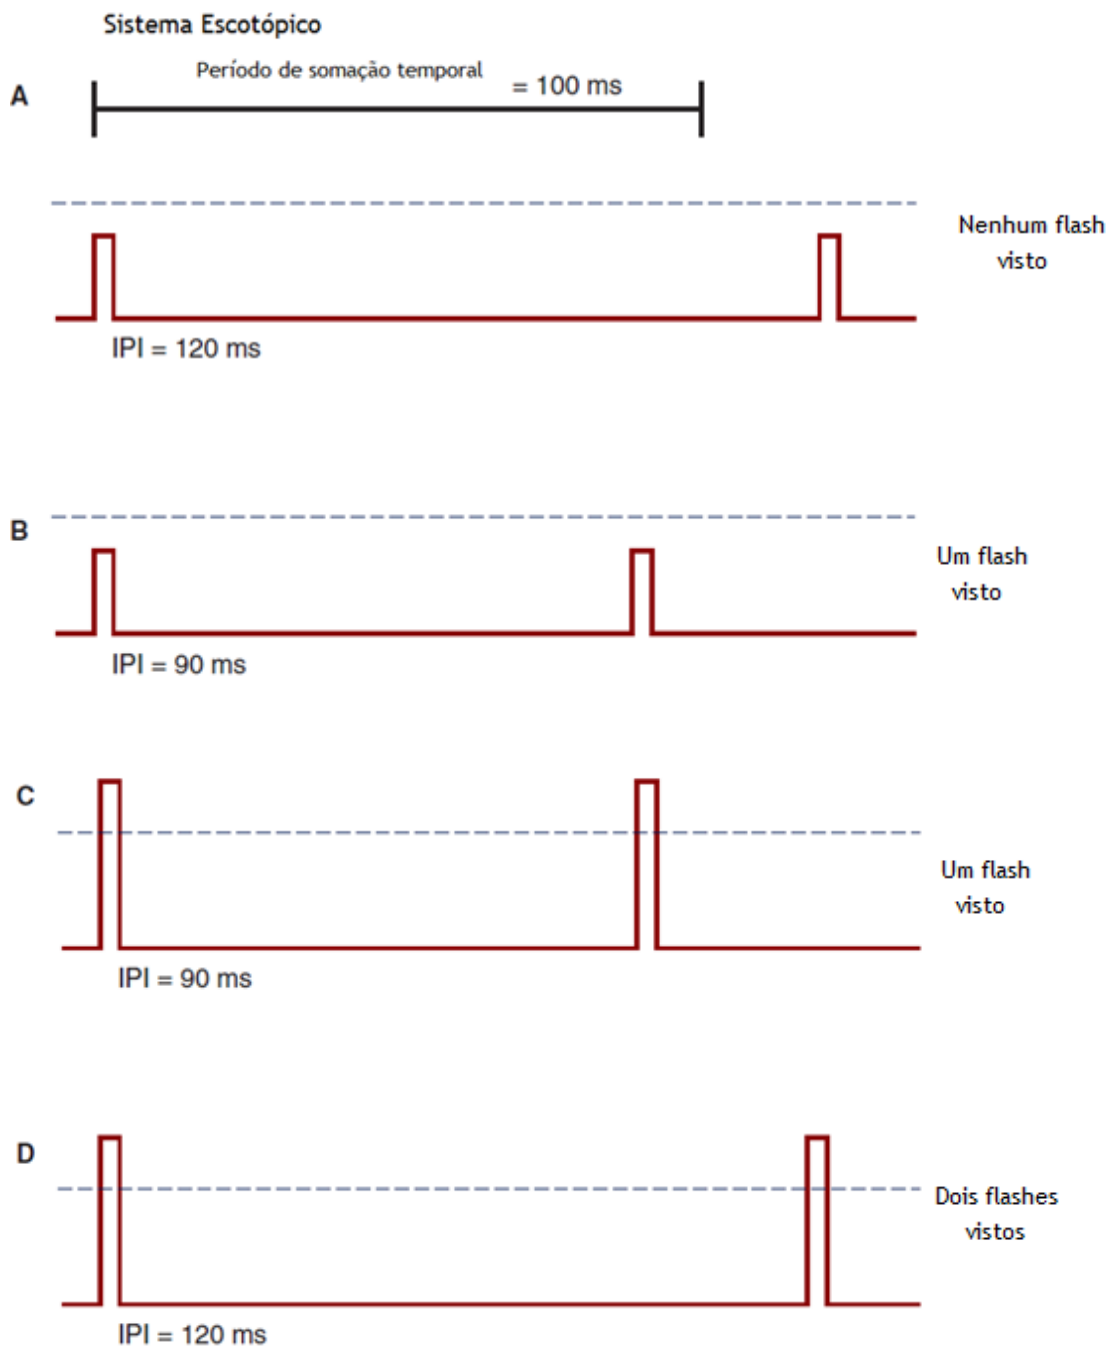 Sistema Escotópico
Período de somação temporal = 100 ms
A
Nenhum flash
visto
IPI = 120 ms
B
Um flash
visto
IPI = 90 ms
C
Um flash
visto
IPI = 90 ms
D
Dois flashes
vistos
IPI = 120 ms